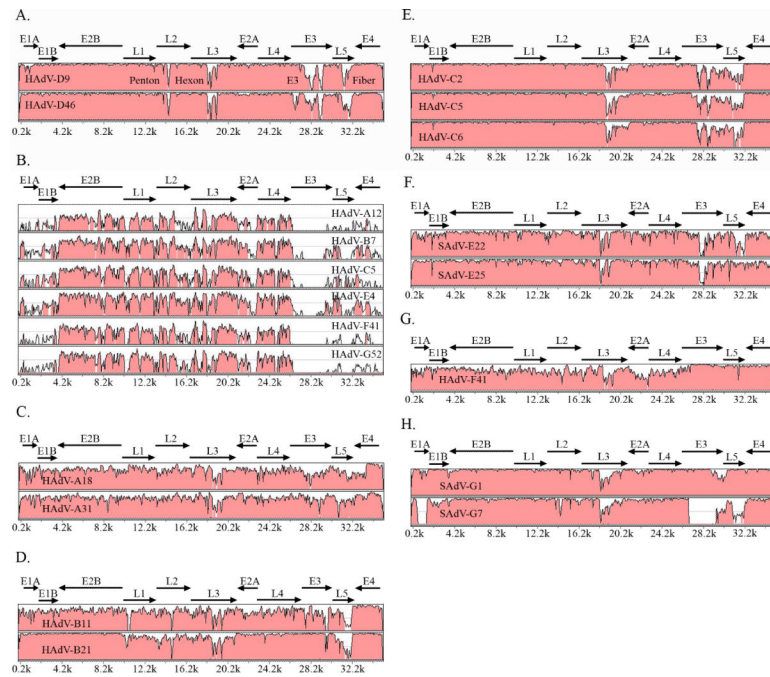 A.
E1A E2B L2 E2A E3 E4
E1B L1 L3 L4 L5
HAdV-D9 Penton Hexon E3 Fiber
HAdV-D46
0.2k 4.2k 8.2k 12.2k 16.2k 20.2k 24.2k 28.2k 32.2k
B.
E1A E2B L2 E2A E3 E4
E1B L1 L3 L4 L5
HAdV-A12
HAdV-B7
HAdV-C5
HAdV-E4
HAdV-F41
HAdV-G52
0.2k 4.2k 8.2k 12.2k 16.2k 20.2k 24.2k 28.2k 32.2k
C.
E1A E2B L2 E2A E3 E4
E1B L1 L3 L4 L5
HAdV-A18
HAdV-A31
0.2k 4.2k 8.2k 12.2k 16.2k 20.2k 24.2k 28.2k 32.2k
D.
E1A E2B L2 E2A E3 E4
E1B L1 L3 L4 L5
HAdV-B11
HAdV-B21
0.2k 4.2k 8.2k 12.2k 16.2k 20.2k 24.2k 28.2k 32.2k
E.
E1A E2B L2 E2A E3 E4
E1B L1 L3 L4 L5
HAdV-C2
HAdV-C5
HAdV-C6
0.2k 4.2k 8.2k 12.2k 16.2k 20.2k 24.2k 28.2k 32.2k
F.
E1A E2B L2 E2A E3 E4
E1B L1 L3 L4 L5
SAdV-E22
SAdV-E25
0.2k 4.2k 8.2k 12.2k 16.2k 20.2k 24.2k 28.2k 32.2k
G.
E1A E2B L2 E2A E3 E4
E1B L1 L3 L4 L5
HAdV-F41
0.2k 4.2k 8.2k 12.2k 16.2k 20.2k 24.2k 28.2k 32.2k
H.
E1A E2B L2 E2A E3 E4
E1B L1 L3 L4 L5
SAdV-G1
SAdV-G7
0.2k 4.2k 8.2k 12.2k 16.2k 20.2k 24.2k 28.2k 32.2k